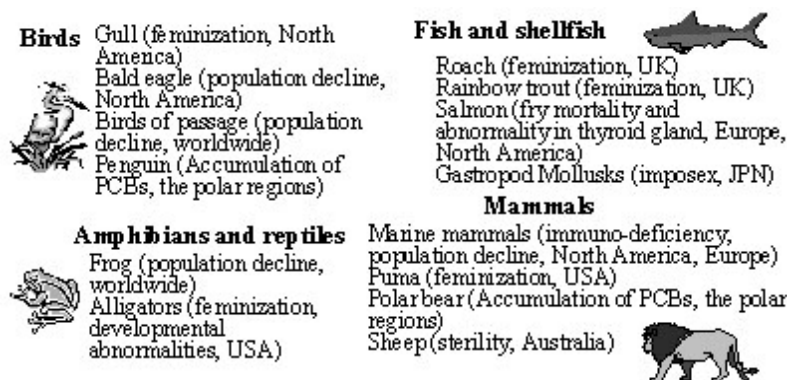 Birds
Gull (feminization, North
America)
Bald eagle (population decline,
North America)
Birds of passage (population
decline, worldwide)
Penguin (Accumulation of
PCBs, the polar regions)
Fish and shellfish
Roach (feminization, UK)
Rainbow trout (feminization, UK)
Salmon (fry mortality and
abnormality in thyroid gland, Europe,
North America)
Gastropod Mollusks (imposex, JPN)
Amphibians and reptiles
Frog (population decline,
worldwide)
Alligators (feminization,
developmental
abnormalities, USA)
Mammals
Marine mammals (immuno-deficiency,
population decline, North America, Europe)
Puma (feminization, USA)
Polar bear (Accumulation of PCBs, the polar
regions)
Sheep (sterility, Australia)